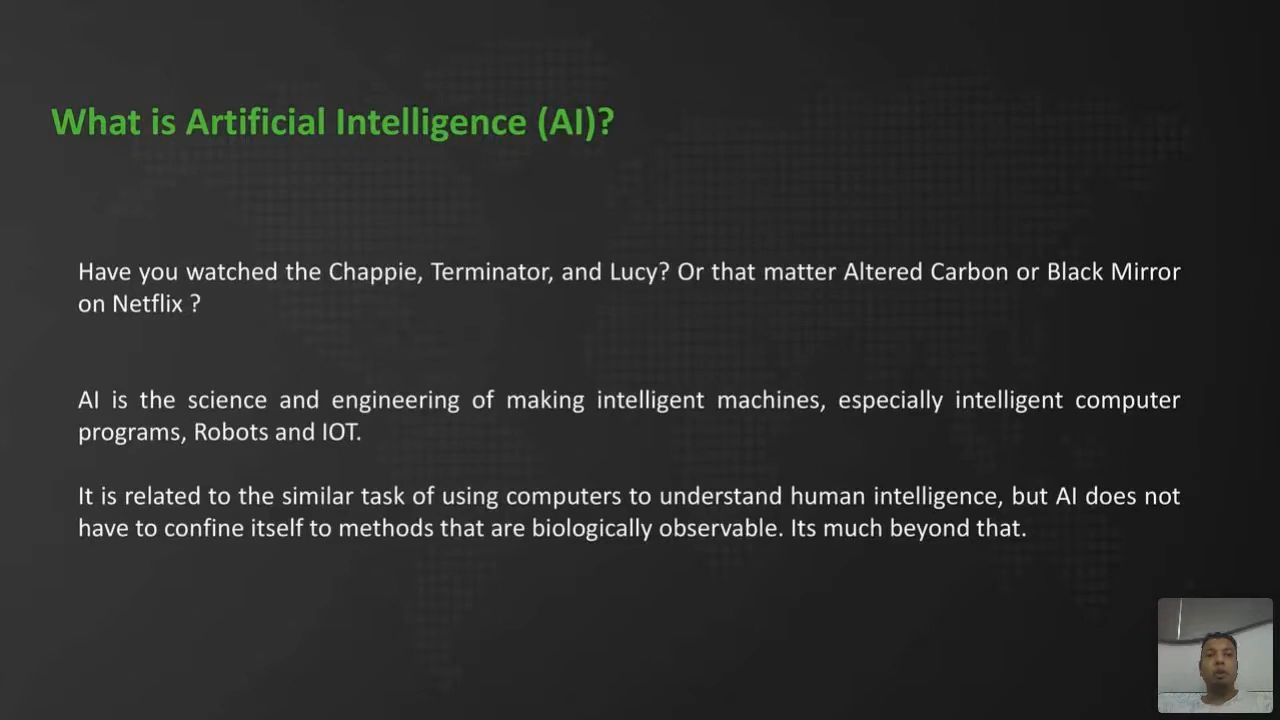 What is Artificial Intelligence (AI)?
Have you watched the Chappie, Terminator, and Lucy? Or that matter Altered Carbon or Black Mirror
on Netflix ?
AI is the science and engineering of making intelligent machines, especially intelligent computer
programs, Robots and IOT.
It is related to the similar task of using computers to understand human intelligence, but AI does not
have to confine itself to methods that are biologically observable. Its much beyond that.